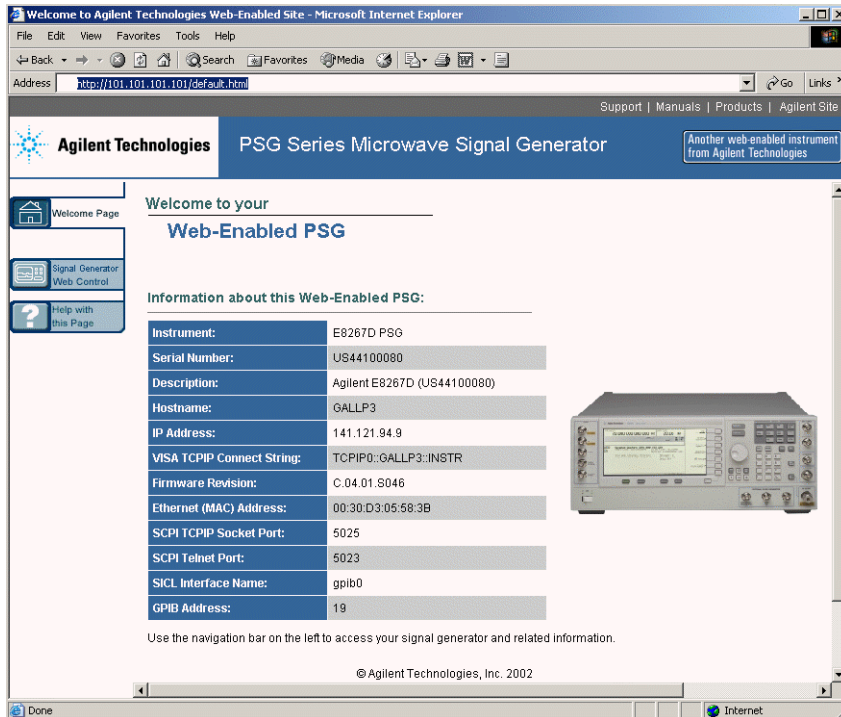 Welcome to Agilent Technologies Web-Enabled Site - Microsoft Internet Explorer
File Edit View Favorites Tools Help
Back Search Favorites Media
Address http://101.101.101.101/default.html Go Links
Support | Manuals | Products | Agilent Site
Agilent Technologies PSG Series Microwave Signal Generator
Another web-enabled instrument
from Agilent Technologies
Welcome Page
Signal Generator
Web Control
Help with
this Page
Welcome to your
Web-Enabled PSG
Information about this Web-Enabled PSG:
Instrument: E8267D PSG
Serial Number: US44100080
Description: Agilent E8267D (US44100080)
Hostname: GALLP3
IP Address: 141.121.94.9
VISA TCPIP Connect String: TCPIP0::GALLP3::INSTR
Firmware Revision: C.04.01.S046
Ethernet (MAC) Address: 00:30:D3:05:58:3B
SCPI TCPIP Socket Port: 5025
SCPI Telnet Port: 5023
SICL Interface Name: gpib0
GPIB Address: 19
Use the navigation bar on the left to access your signal generator and related information.
© Agilent Technologies, Inc. 2002
Done Internet